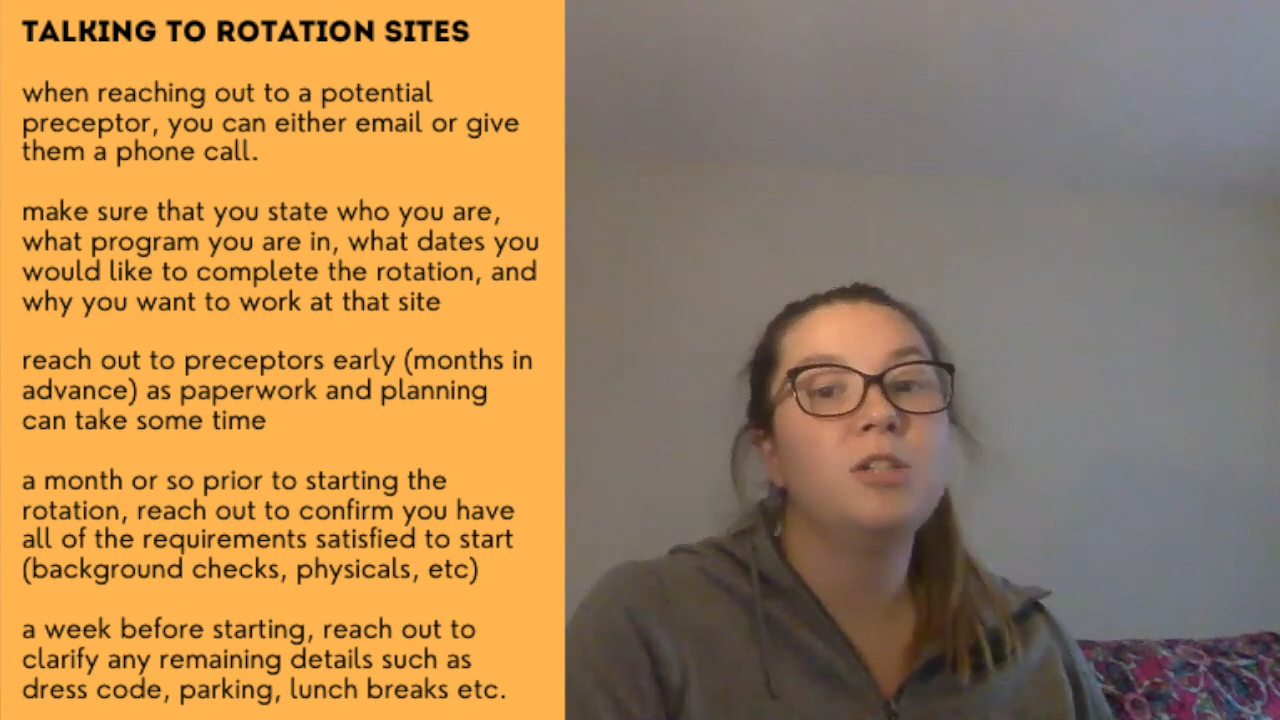 TALKING TO ROTATION SITES
when reaching out to a potential
preceptor, you can either email or give
them a phone call.
make sure that you state who you are,
what program you are in, what dates you
would like to complete the rotation, and
why you want to work at that site
reach out to preceptors early (months in
advance) as paperwork and planning
can take some time
a month or so prior to starting the
rotation, reach out to confirm you have
all of the requirements satisfied to start
(background checks, physicals, etc)
a week before starting, reach out to
clarify any remaining details such as
dress code, parking, lunch breaks etc.